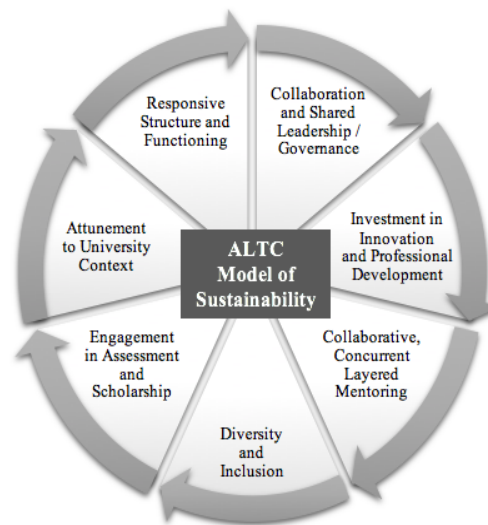 Collaboration
and Shared
Leadership /
Governance
Investment in
Innovation
and Professional
Development
Collaborative,
Concurrent
Layered
Mentoring
Diversity
and
Inclusion
Engagement
in Assessment
and
Scholarship
Attunement
to University
Context
Responsive
Structure and
Functioning
ALTC
Model of
Sustainability